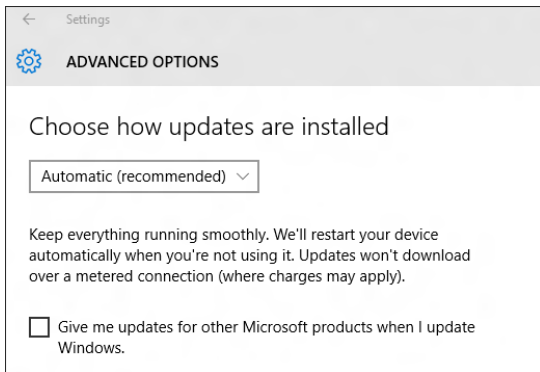 Settings
ADVANCED OPTIONS
Choose how updates are installed
Automatic (recommended)
Keep everything running smoothly. We'll restart your device
automatically when you're not using it. Updates won't download
over a metered connection (where charges may apply).
Give me updates for other Microsoft products when I update
Windows.